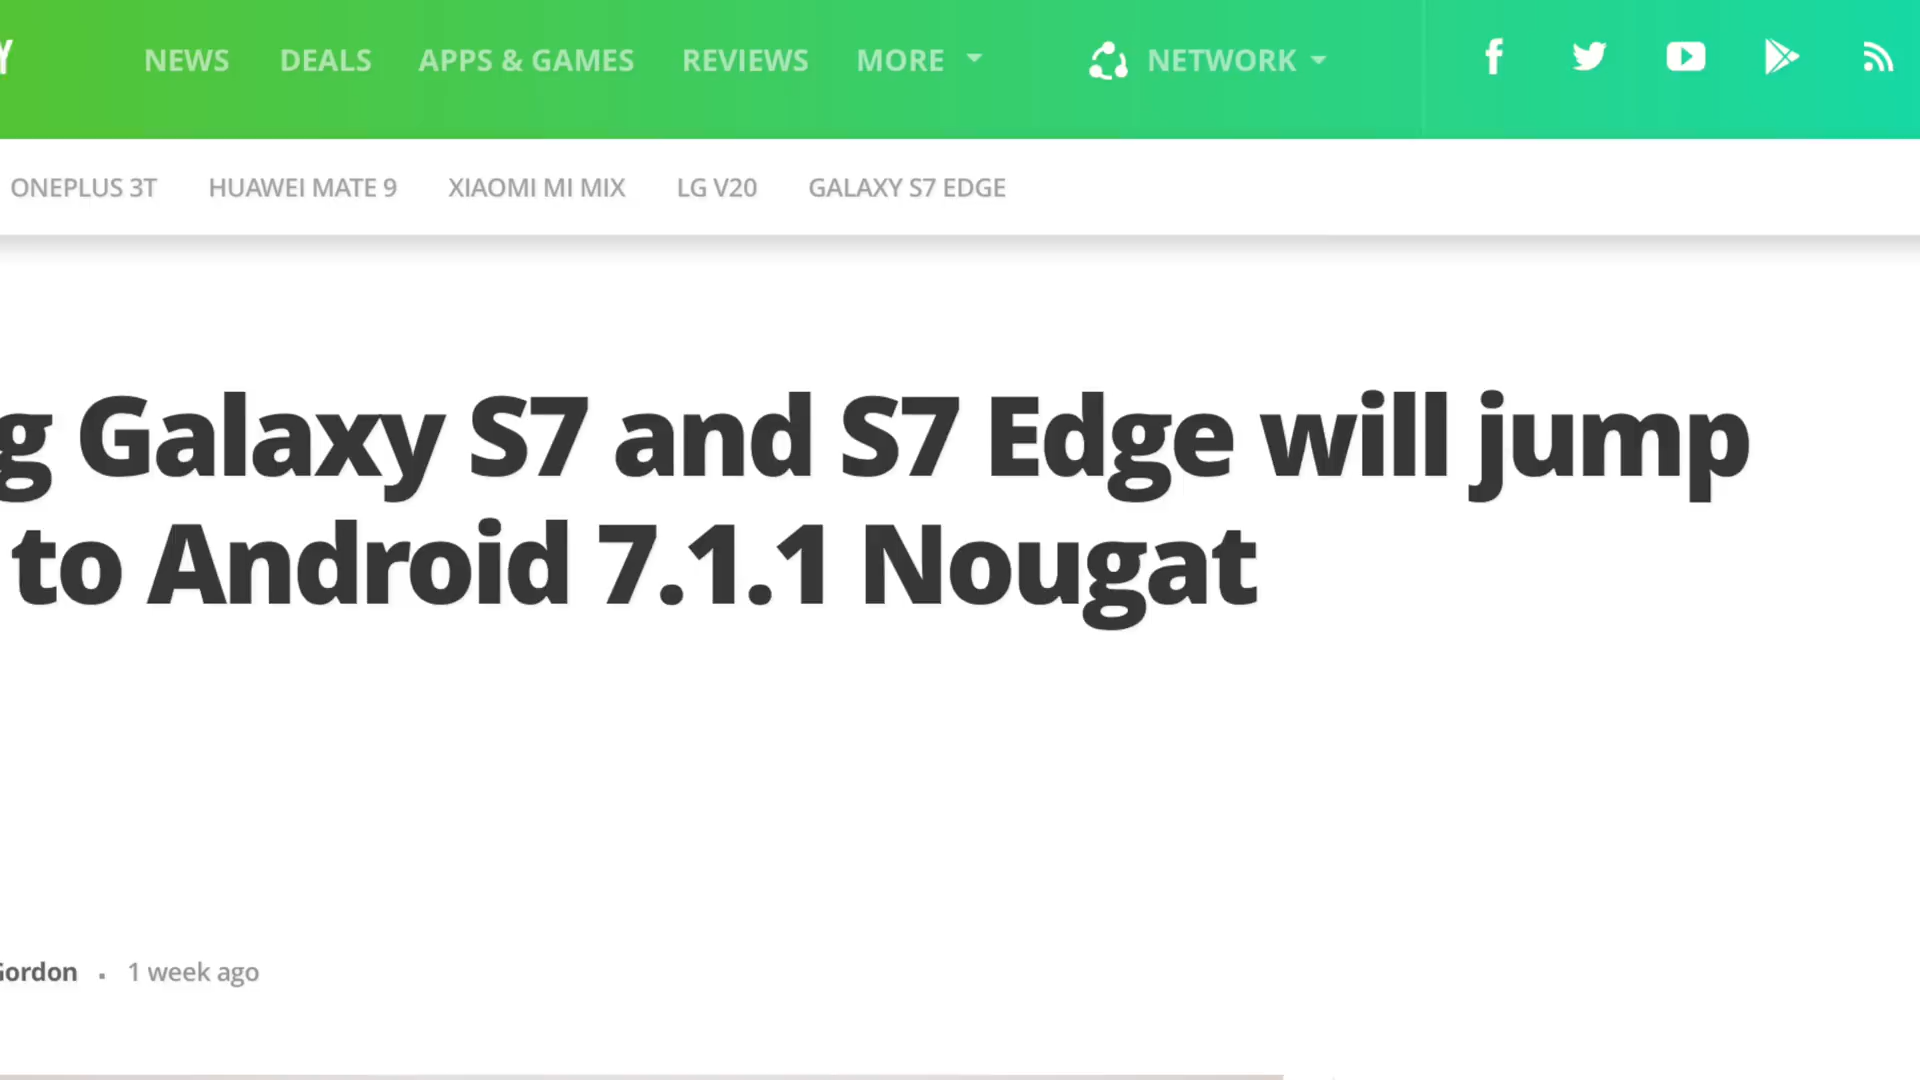 NEWS DEALS APPS & GAMES REVIEWS MORE NETWORK
ONEPLUS 3T HUAWEI MATE 9 XIAOMI MI MIX LG V20 GALAXY S7 EDGE
g Galaxy S7 and S7 Edge will jump
to Android 7.1.1 Nougat
Gordon . 1 week ago